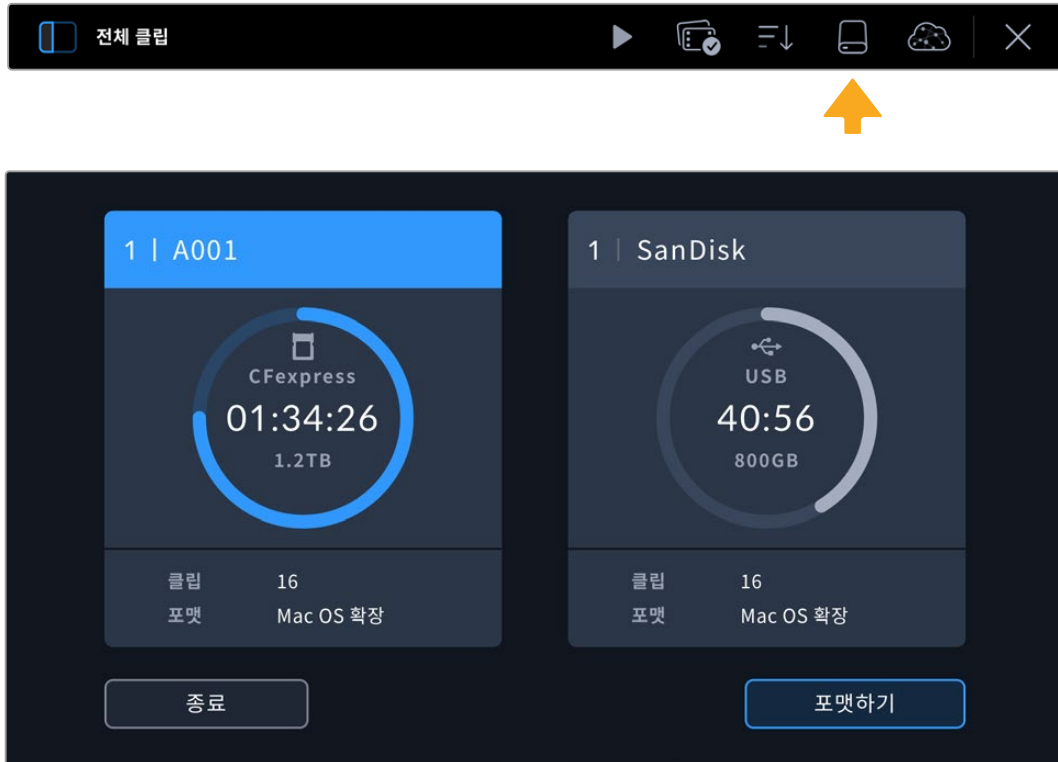 전체 클립
1 | A001
CFexpress
01:34:26
1.2TB
클립 16
포맷 Mac OS 확장
1 | SanDisk
USB
40:56
800GB
클립 16
포맷 Mac OS 확장
종료
포맷하기